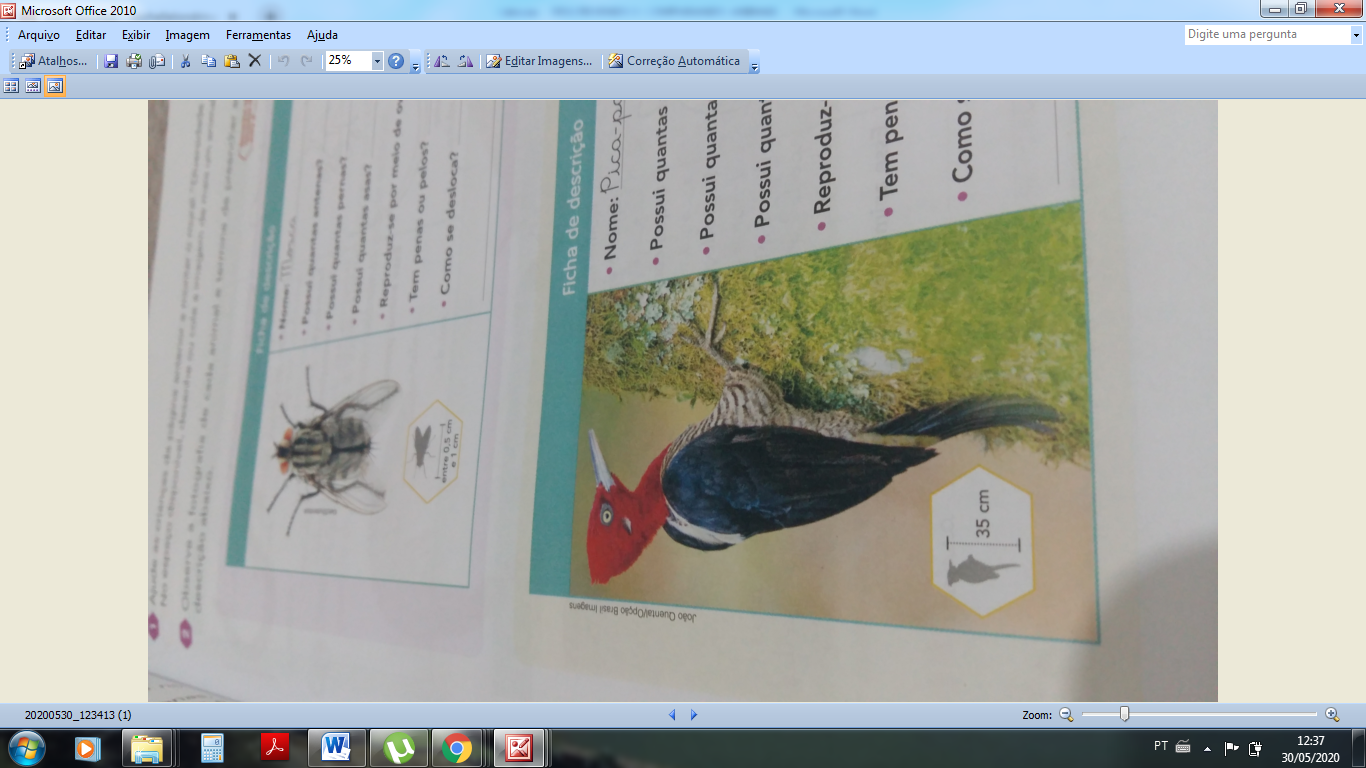 Microsoft Office 2010
Arquivo Editar Exibir Imagem Ferramentas Ajuda
Digite uma pergunta
Atalhos... 25% Editar Imagens... Correção Automática
descrição abaixo.
Ficha de descrição
• Nome:
• Possui quantas antenas?
• Possui quantas pernas?
• Possui quantas asas?
• Reproduz-se por meio de
• Tem penas ou pelos?
• Como se desloca?
entre 0,5 cm
e 1 cm
Ficha de descrição
• Nome: Pica-p
• Possui quantas
• Possui quanta
• Possui quan
• Reproduz-
• Tem pen
• Como
35 cm
João Quental/Opção Brasil Imagens
20200530_123413 (1)
Zoom:
PT
12:37
30/05/2020